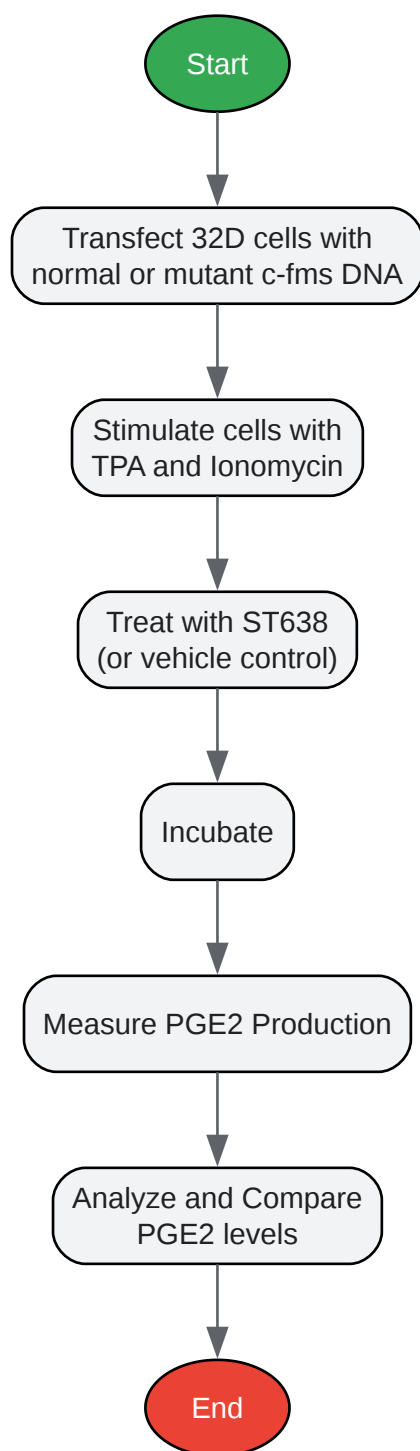 Start
Transfect 32D cells with
normal or mutant c-fms DNA
Stimulate cells with
TPA and Ionomycin
Treat with ST638
(or vehicle control)
Incubate
Measure PGE2 Production
Analyze and Compare
PGE2 levels
End